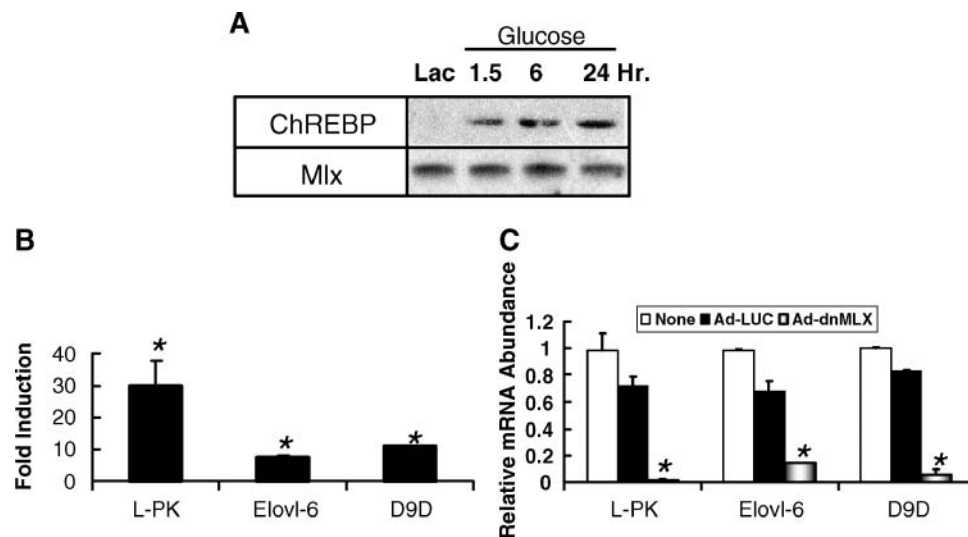 A
Glucose
Lac 1.5 6 24 Hr.
ChREBP
Mlx
B
Fold Induction
40
30
20
10
0
*
*
*
L-PK Elovl-6 D9D
C
Relative mRNA Abundance
None Ad-LUC Ad-dnMLX
1.2
1
0.8
0.6
0.4
0.2
0
*
*
*
L-PK Elovl-6 D9D